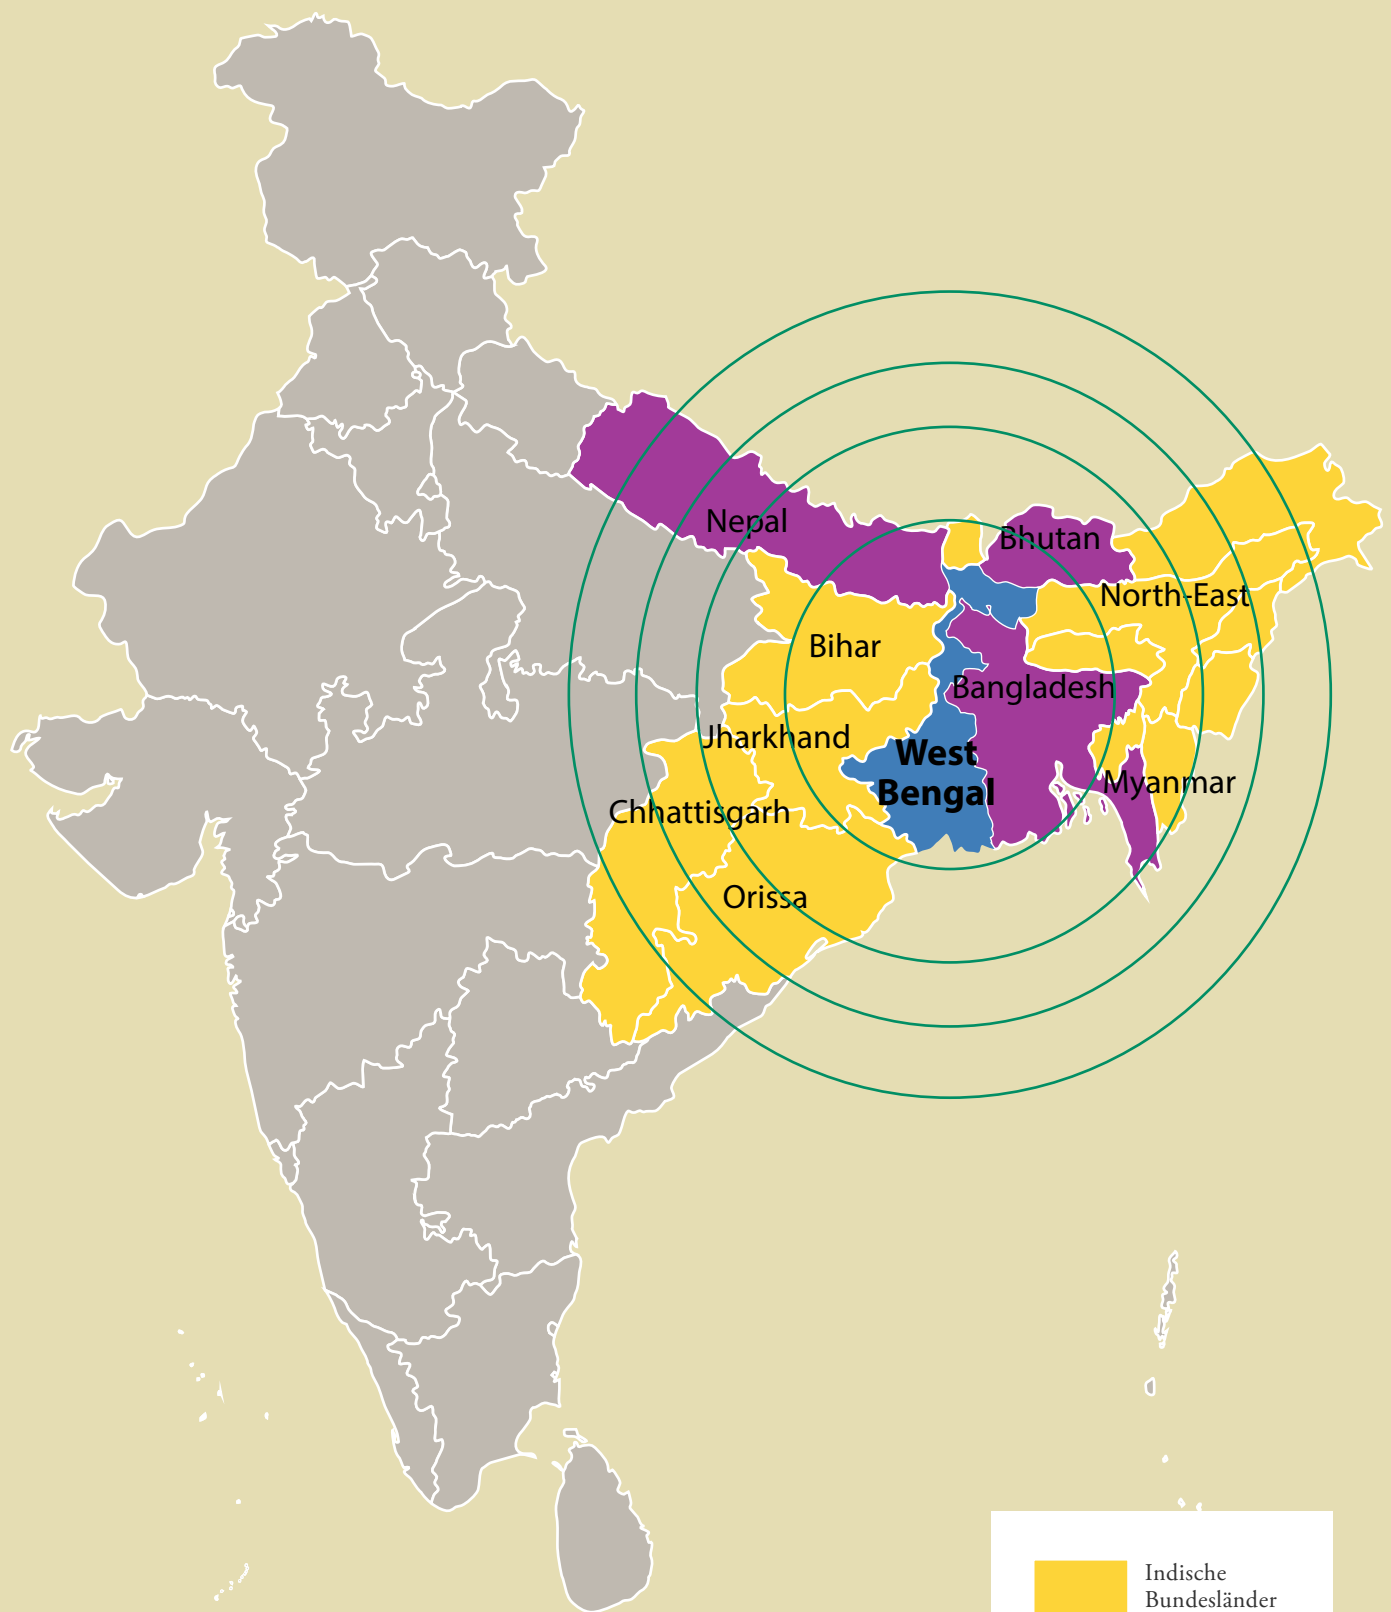 Nepal
Bhutan
North-East
Bihar
Bangladesh
Jharkhand
West
Bengal
Myanmar
Chhattisgarh
Orissa
Indische
Bundesländer